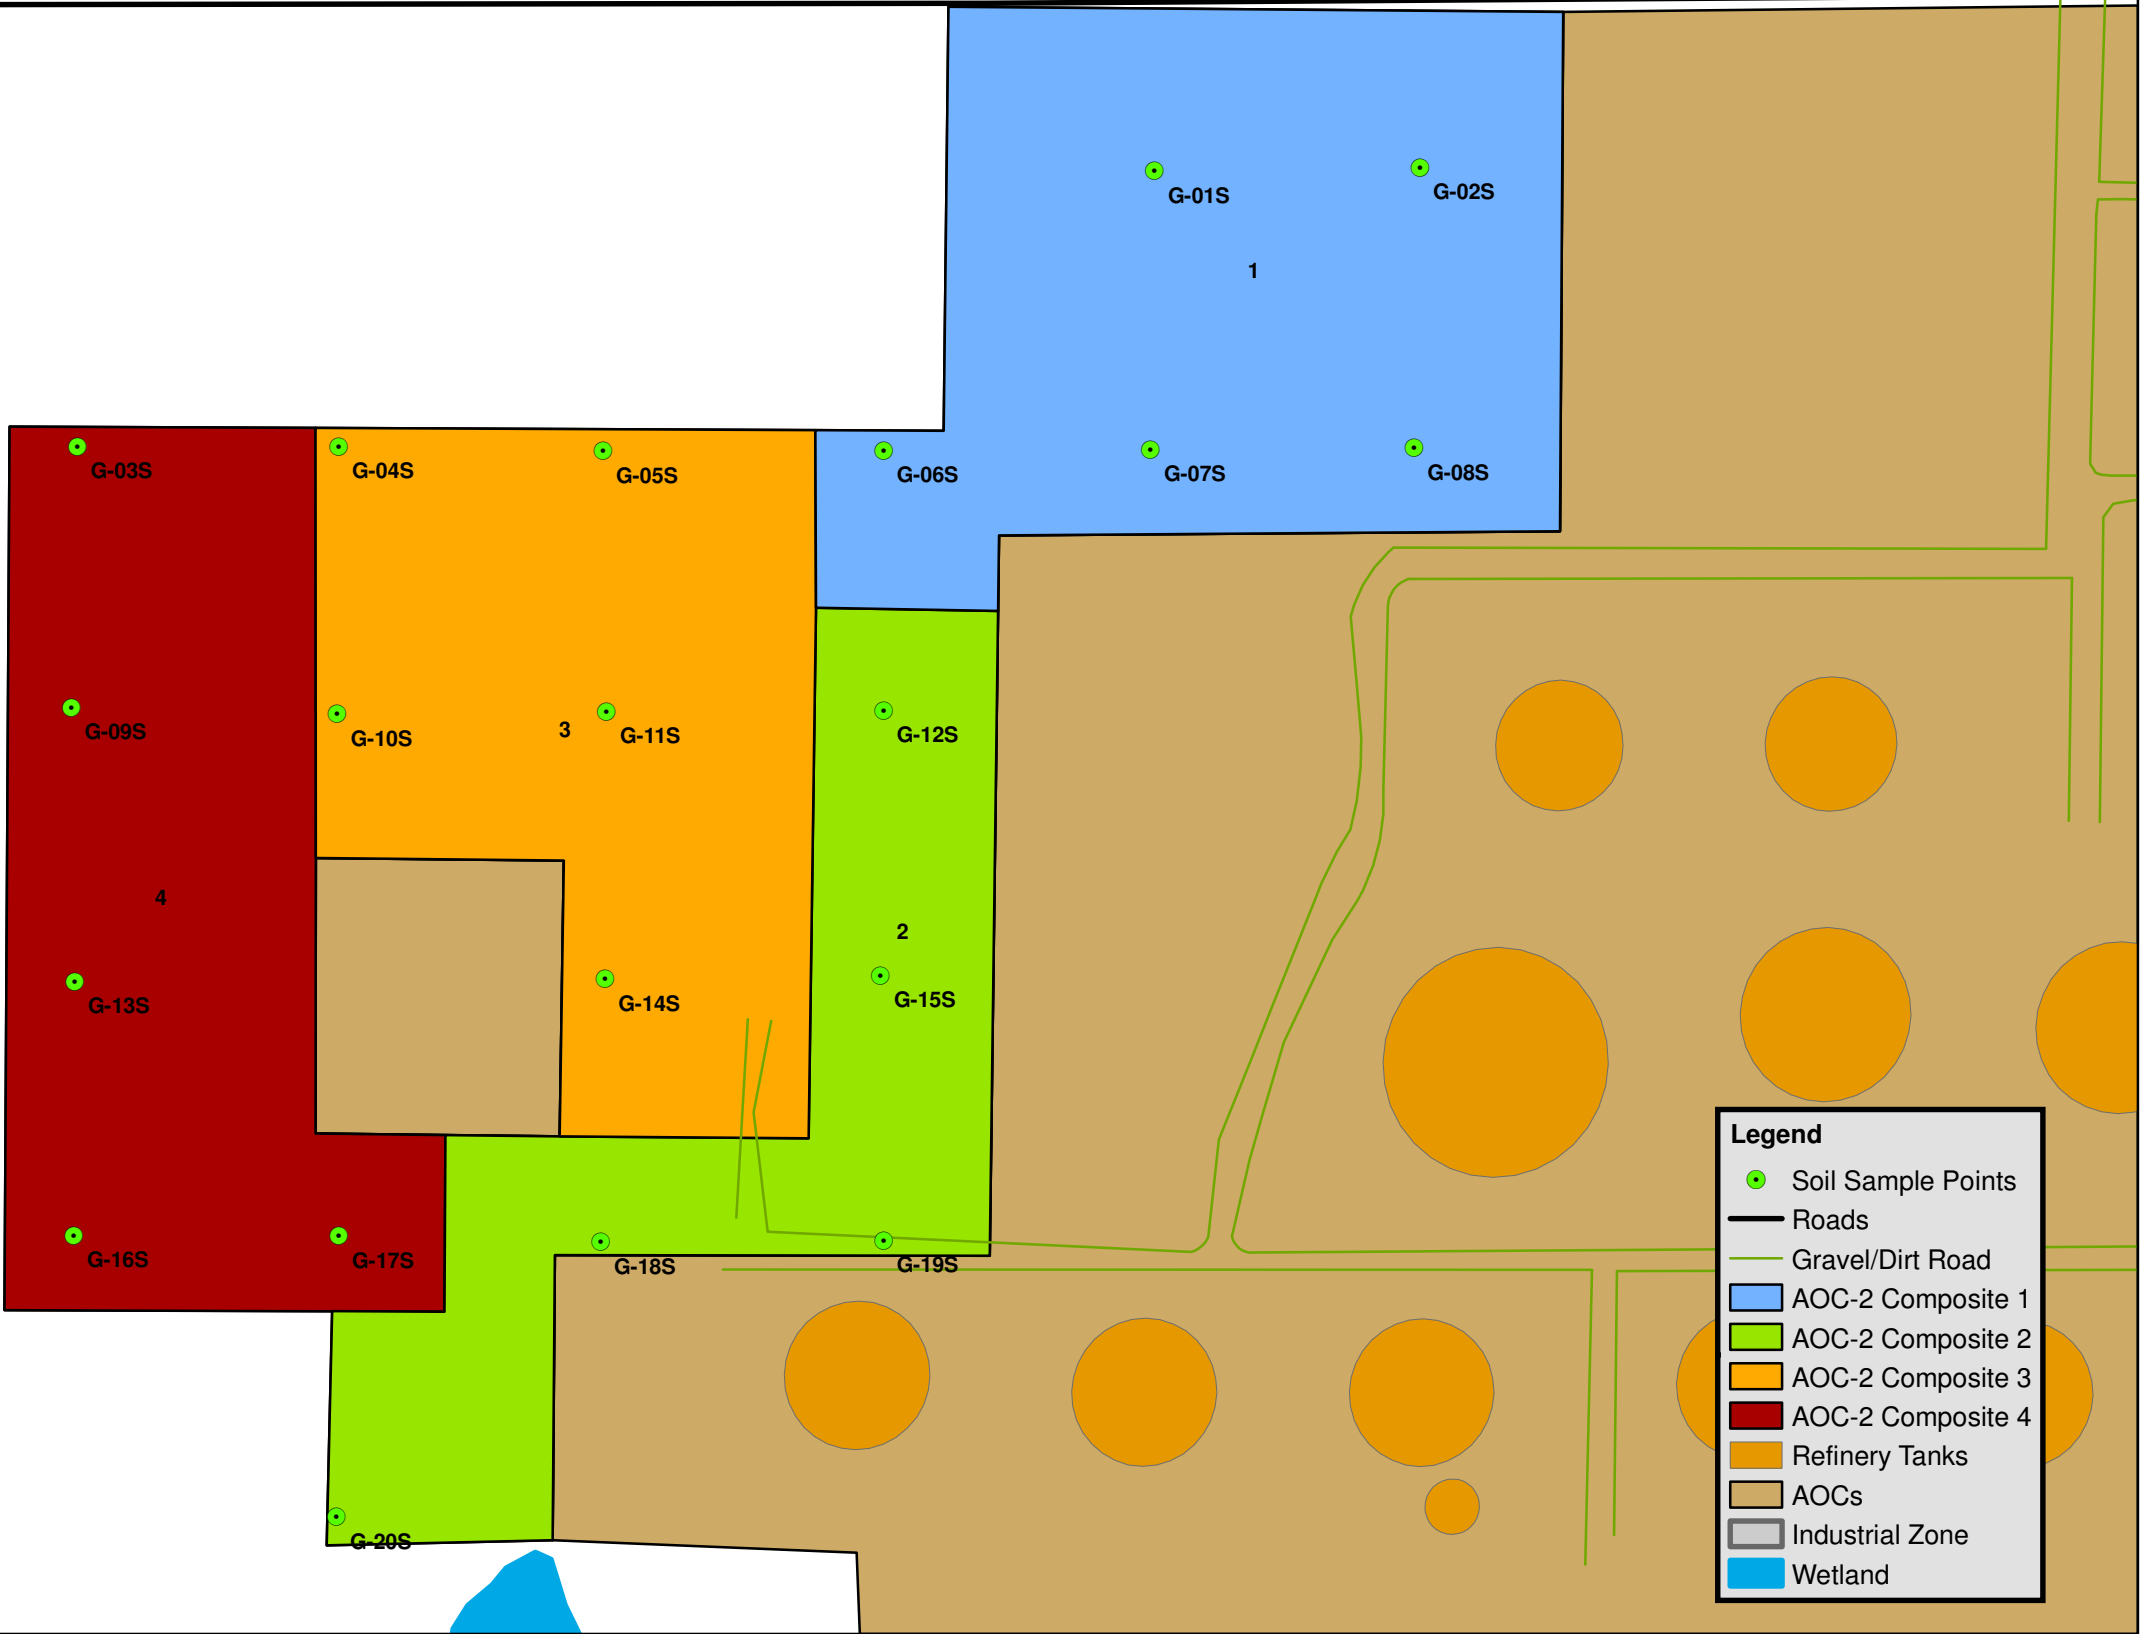 G-01S
G-02S
1
G-03S
G-04S
G-05S
G-06S
G-07S
G-08S
G-09S
G-10S
3
G-11S
G-12S
4
2
G-13S
G-14S
G-15S
G-16S
G-17S
G-18S
G-19S
G-20S
Legend
Soil Sample Points
Roads
Gravel/Dirt Road
AOC-2 Composite 1
AOC-2 Composite 2
AOC-2 Composite 3
AOC-2 Composite 4
Refinery Tanks
AOCs
Industrial Zone
Wetland